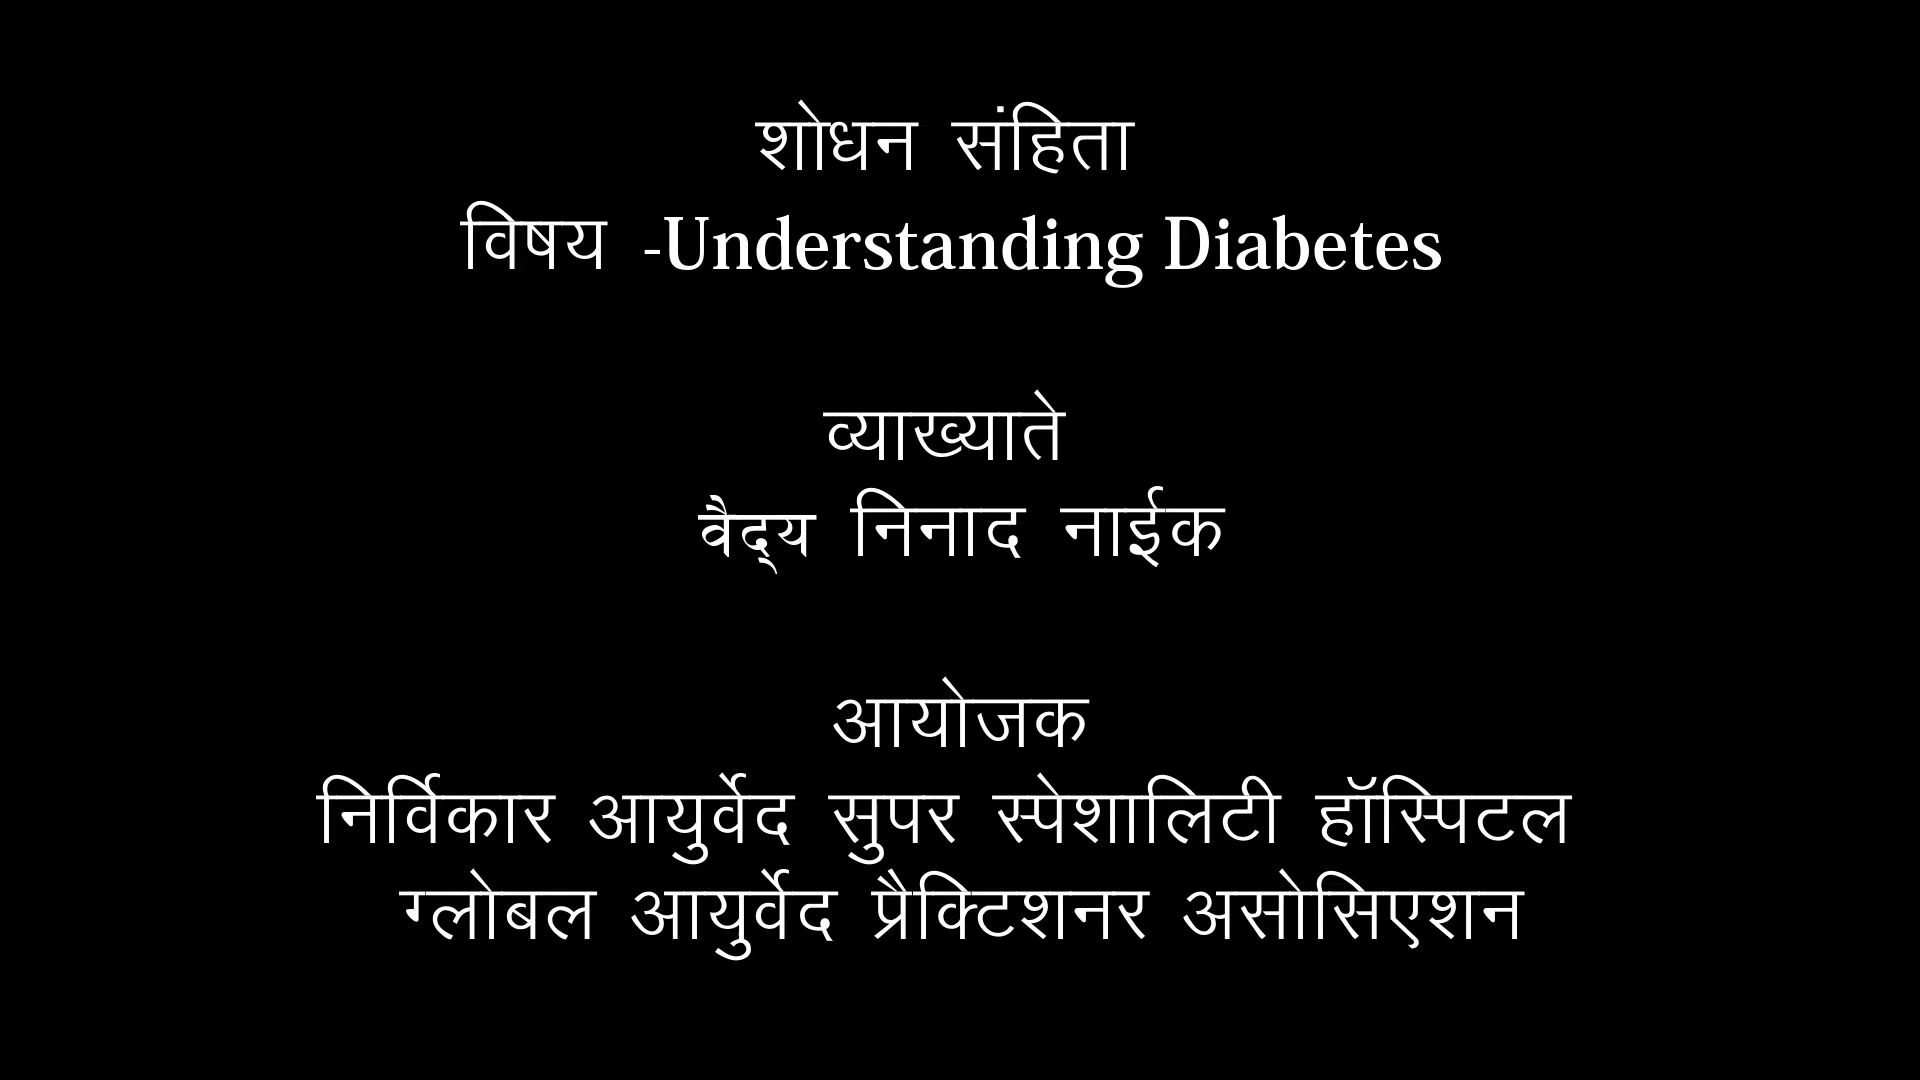 शोधन संहिता
विषय -Understanding Diabetes
व्याख्याते
वैद्‌य निनाद नाईक
आयोजक
निर्विकार आयुर्वेद सुपर स्पेशालिटी हॉस्पिटल
ग्लोबल आयुर्वेद प्रैक्टिशनर असोसिएशन